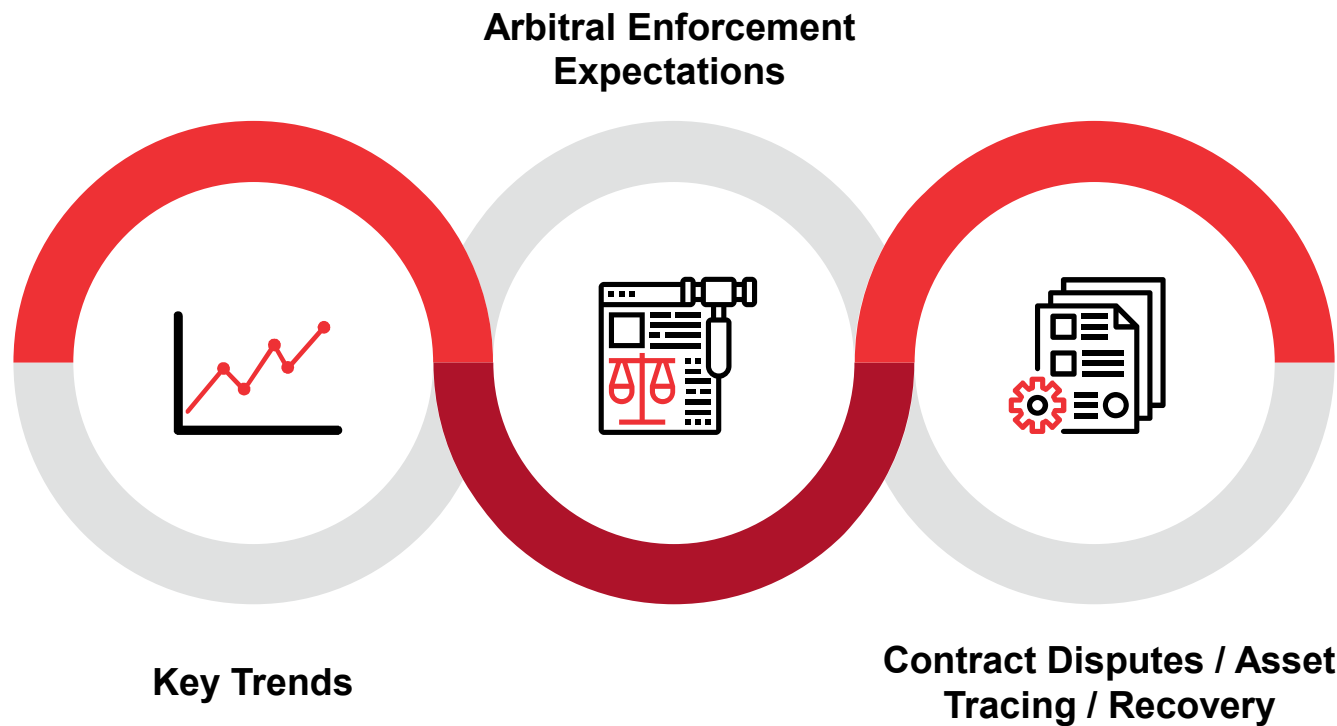 Arbitral Enforcement
Expectations
Key Trends
Contract Disputes / Asset
Tracing / Recovery